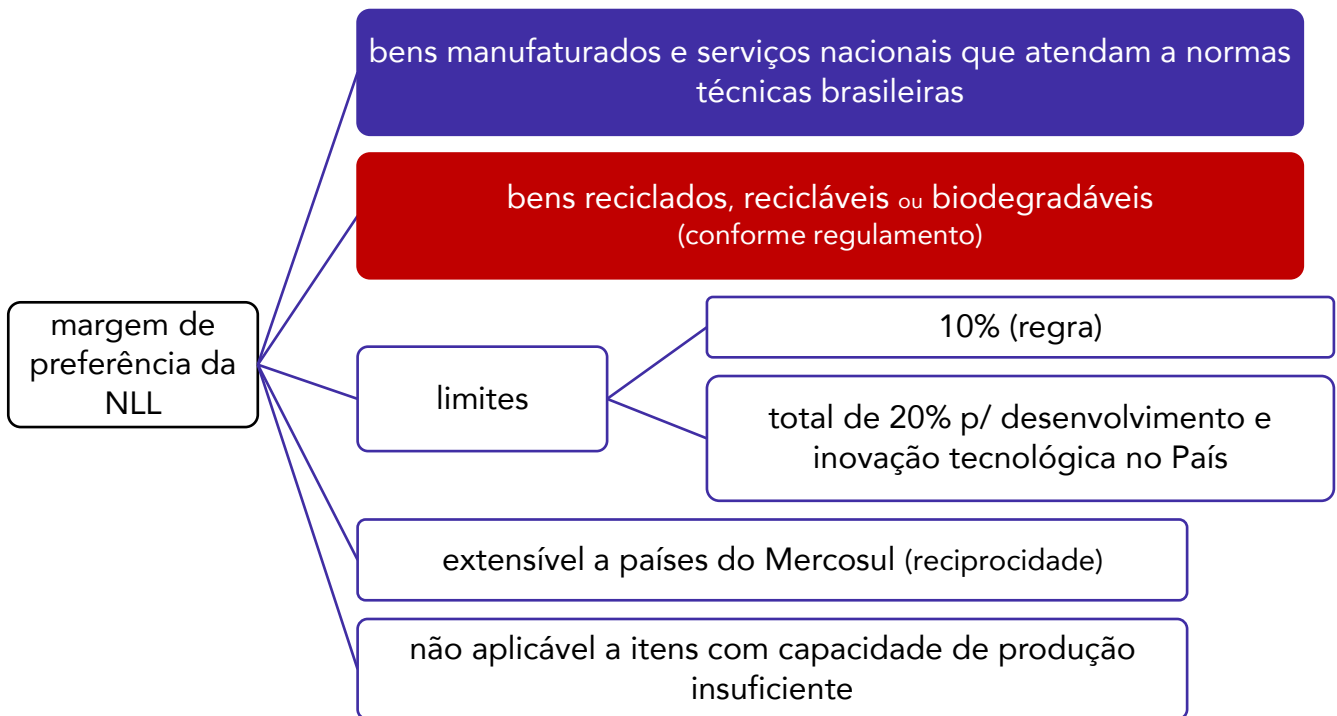 bens manufaturados e serviços nacionais que atendam a normas
técnicas brasileiras
bens reciclados, recicláveis ou biodegradáveis
(conforme regulamento)
margem de
preferência da
NLL
limites
10% (regra)
total de 20% p/ desenvolvimento e
inovação tecnológica no País
extensível a países do Mercosul (reciprocidade)
não aplicável a itens com capacidade de produção
insuficiente